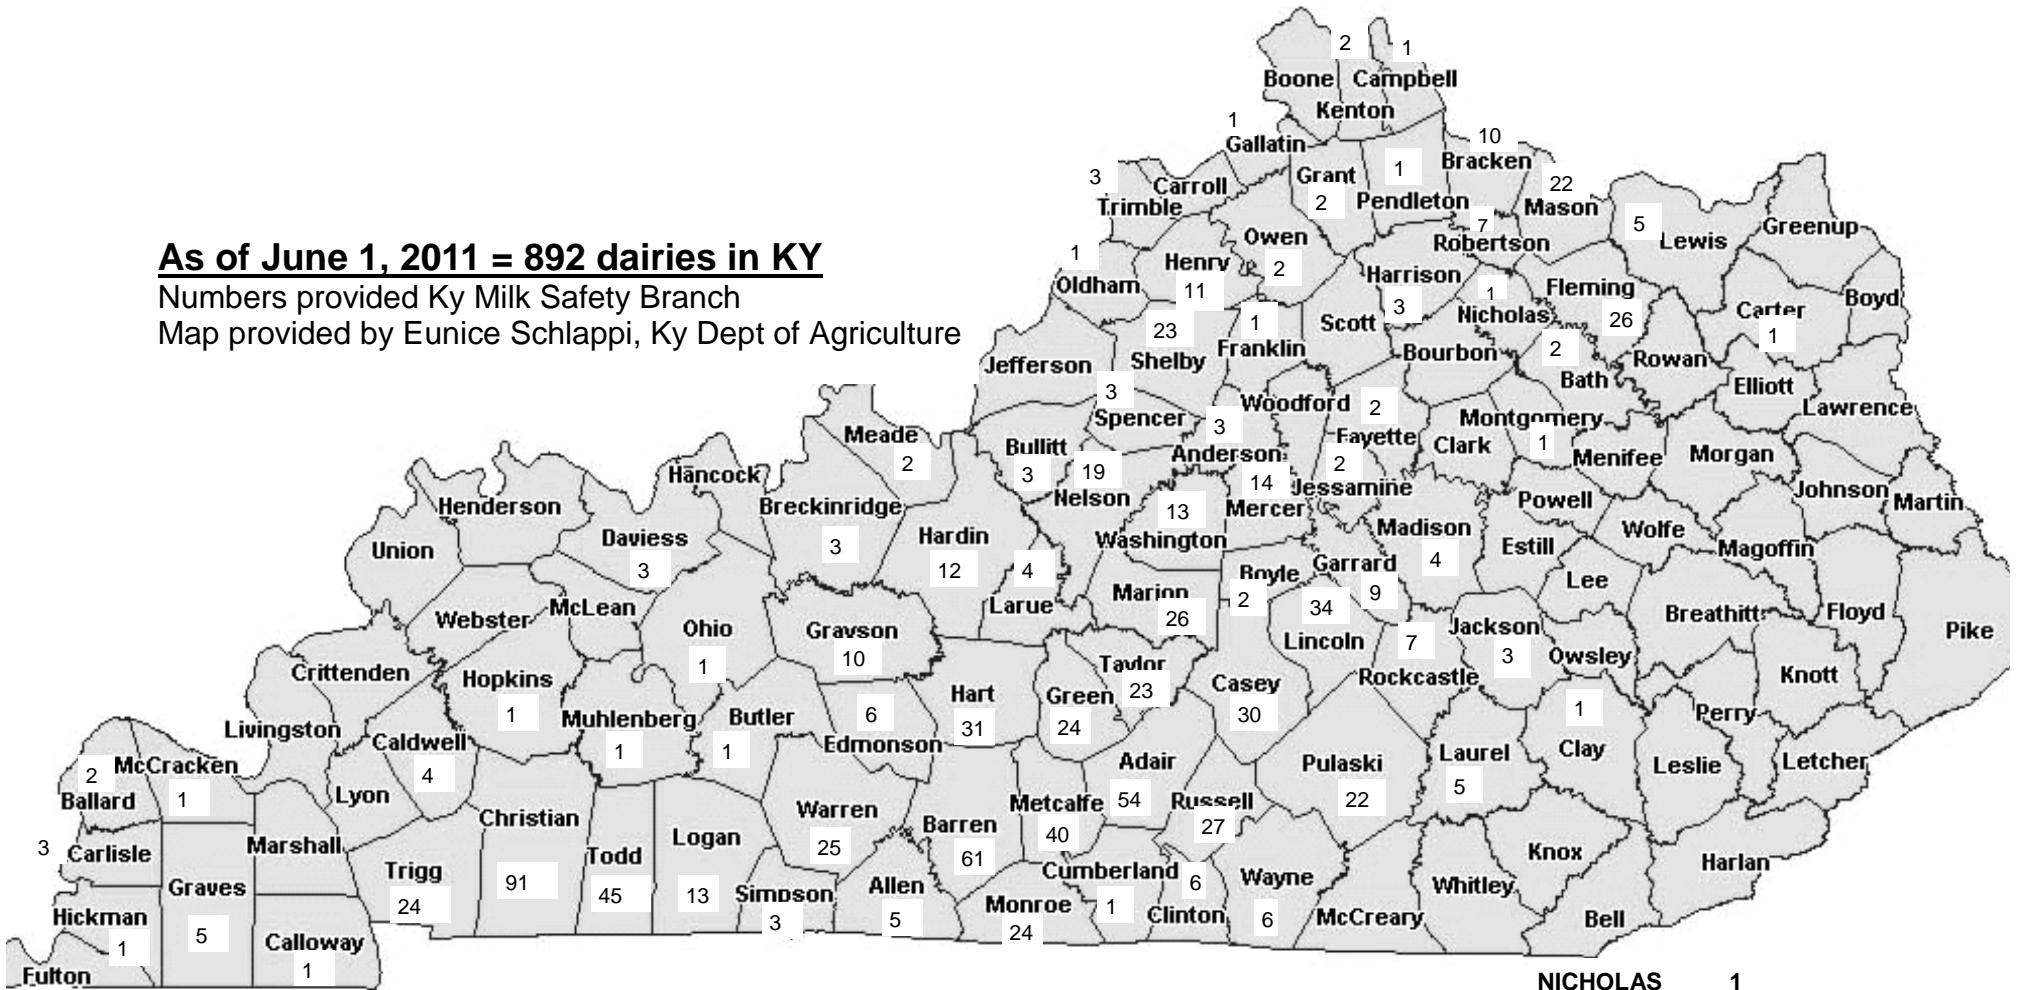 2
1
Boone
Campbell
Kenton
1
Gallatin
10
Bracken
3
Carroll
Trimble
Grant
2
1
Pendleton
22
Mason
7
Robertson
5
Lewis
Greenup
As of June 1, 2011 = 892 dairies in KY
Numbers provided Ky Milk Safety Branch
Map provided by Eunice Schlappi, Ky Dept of Agriculture
1
Oldham
Henry
11
Owen
2
Harrison
3
1
Nicholas
Fleming
26
Carter
1
Boyd
23
Shelby
1
Franklin
Scott
Bourbon
2
Bath
Rowan
Elliott
Lawrence
Jefferson
3
Spencer
Woodford
2
Fayette
Montgomery
1
Clark
Menifee
Morgan
Johnson
Martin
Meade
2
Bullitt
3
19
Nelson
3
Anderson
14
Mercer
2
Jessamine
Hancock
Breckinridge
3
Henderson
Daviess
3
Union
Hardin
12
4
Larue
13
Washington
Madison
4
Powell
Estill
Wolfe
Lee
Magoffin
Floyd
Pike
Webster
McLean
Ohio
1
Grayson
10
Marion
26
Boyle
2
Garrard
9
34
Lincoln
7
Rockcastle
Jackson
3
Owsley
Breathitt
Knott
Crittenden
Hopkins
1
Muhlenberg
1
Butler
1
6
Edmonson
Hart
31
Green
24
Taylor
23
Casey
30
Pulaski
22
Laurel
5
1
Clay
Leslie
Perry
Letcher
Livingston
Caldwell
4
Lyon
2
Ballard
McCracken
1
Marshall
Christian
91
Trigg
24
Todd
45
Logan
13
Warren
25
Simpson
3
Allen
5
Barren
61
Metcalfe
40
Adair
54
Russell
27
Cumberland
1
6
Clinton
Monroe
24
Wayne
6
McCreary
Whitley
Knox
Bell
Harlan
3
Carlisle
Graves
5
Hickman
1
Fulton
Calloway
1
NICHOLAS 1